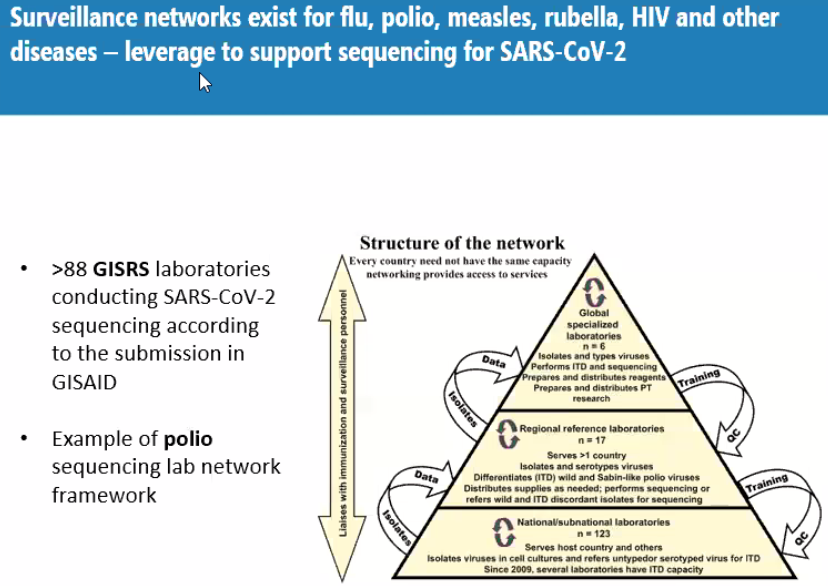 Surveillance networks exist for flu, polio, measles, rubella, HIV and other
diseases – leverage to support sequencing for SARS-CoV-2
• >88 GISRS laboratories
conducting SARS-CoV-2
sequencing according
to the submission in
GISAID
• Example of polio
sequencing lab network
framework
Structure of the network
Every country need not have the same capacity
networking provides access to services
Liaises with immunization and surveillance personnel
Global
specialized
laboratories
n = 6
Isolates and types viruses
Performs ITD and sequencing
Prepares and distributes reagents
Prepares and distributes PT
research
Data
Isolates
Training
QC
Regional reference laboratories
n = 17
Serves >1 country
Isolates and serotypes viruses
Differentiates (ITD) wild and Sabin-like polio viruses
Distributes supplies as needed; performs sequencing or
refers wild and ITD discordant isolates for sequencing
Data
Isolates
Training
QC
National/subnational laboratories
n = 123
Serves host country and others
Isolates viruses in cell cultures and refers untypedor serotyped virus for ITD
Since 2009, several laboratories have ITD capacity